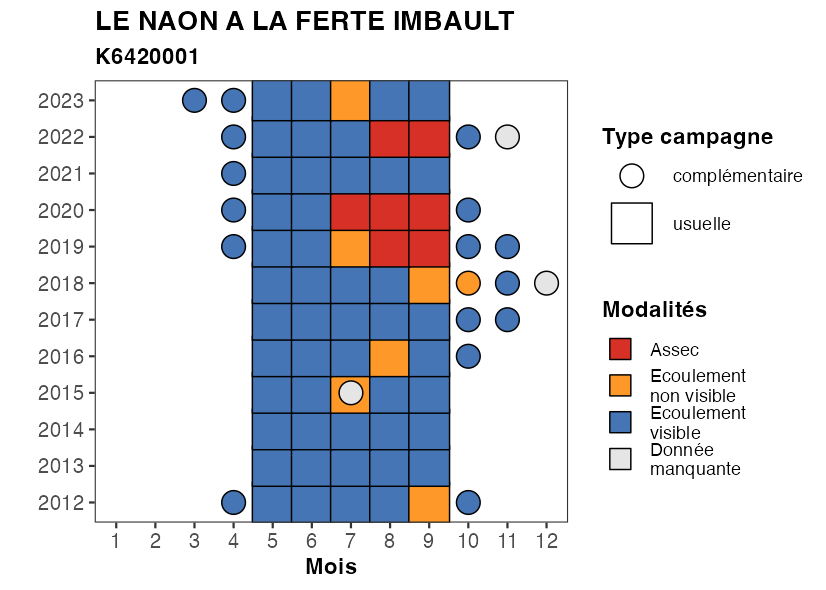 LE NAON A LA FERTE IMBAULT
K6420001
2023
2022
2021
2020
2019
2018
2017
2016
2015
2014
2013
2012
1 2 3 4 5 6 7 8 9 10 11 12
Mois
Type campagne
complémentaire
usuelle
Modalités
Assec
Ecoulement
non visible
Ecoulement
visible
Donnée
manquante